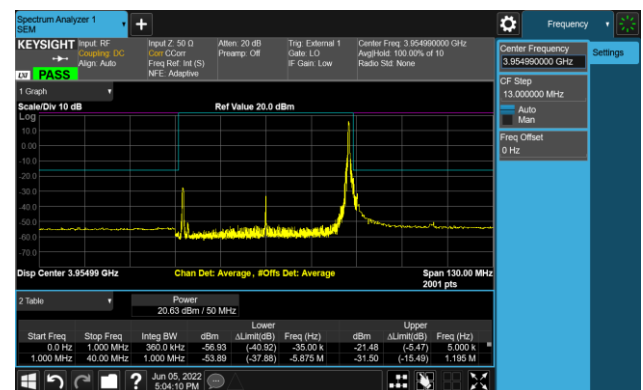 Spectrum Analyzer 1
SEM
+
Frequency
KEYSIGHT
Input: RF
Coupling: DC
Align: Auto
Input Z: 50 Ω
Corr CCorr
Freq Ref: Int (S)
NFE: Adaptive
Atten: 20 dB
Preamp: Off
Trig: External 1
Gate: LO
IF Gain: Low
Center Freq: 3.954990000 GHz
Avg|Hold: 100.00% of 10
Radio Std: None
LNI PASS
Center Frequency
3.954990000 GHz
Settings
CF Step
13.000000 MHz
Auto
Man
Freq Offset
0 Hz
1 Graph
Scale/Div 10 dB
Ref Value 20.0 dBm
Log
10.0
0.00
-10.0
-20.0
-30.0
-40.0
-50.0
-60.0
-70.0
Disp Center 3.95499 GHz
Chan Det: Average , #Offs Det: Average
Span 130.00 MHz
2001 pts
2 Table
Power
20.63 dBm / 50 MHz
Lower Upper
Start Freq Stop Freq Integ BW dBm ΔLimit(dB) Freq (Hz) dBm ΔLimit(dB) Freq (Hz)
0.0 Hz 1.000 MHz 360.0 kHz -56.93 (-40.92) -35.00 k -21.48 (-5.47) 5.000 k
1.000 MHz 40.00 MHz 1.000 MHz -53.89 (-37.88) -5.875 M -31.50 (-15.49) 1.195 M
?
Jun 05, 2022
5:04:10 PM